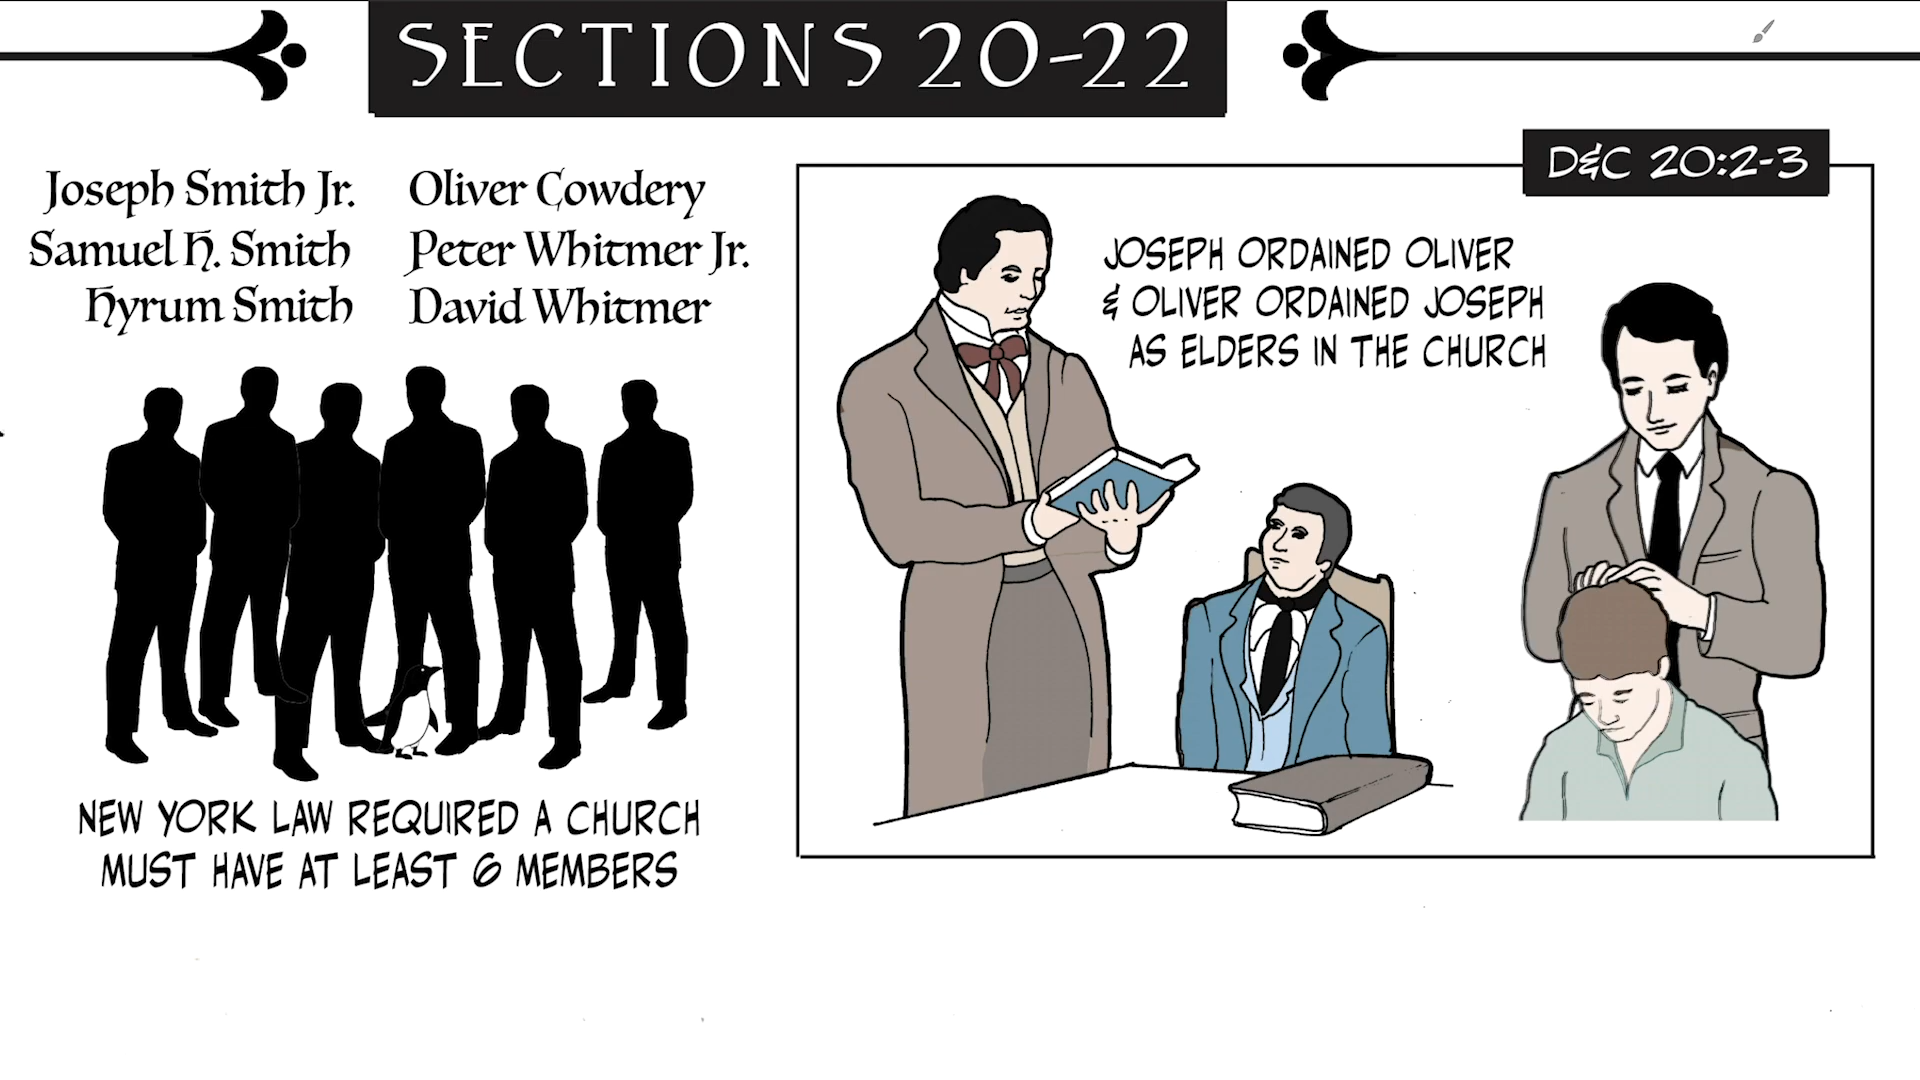 SECTIONS 20-22
Joseph Smith Jr.
Samuel H. Smith
Hyrum Smith
Oliver Cowdery
Peter Whitmer Jr.
David Whitmer
NEW YORK LAW REQUIRED A CHURCH
MUST HAVE AT LEAST 6 MEMBERS
D&C 20:2-3
JOSEPH ORDAINED OLIVER
& OLIVER ORDAINED JOSEPH
AS ELDERS IN THE CHURCH